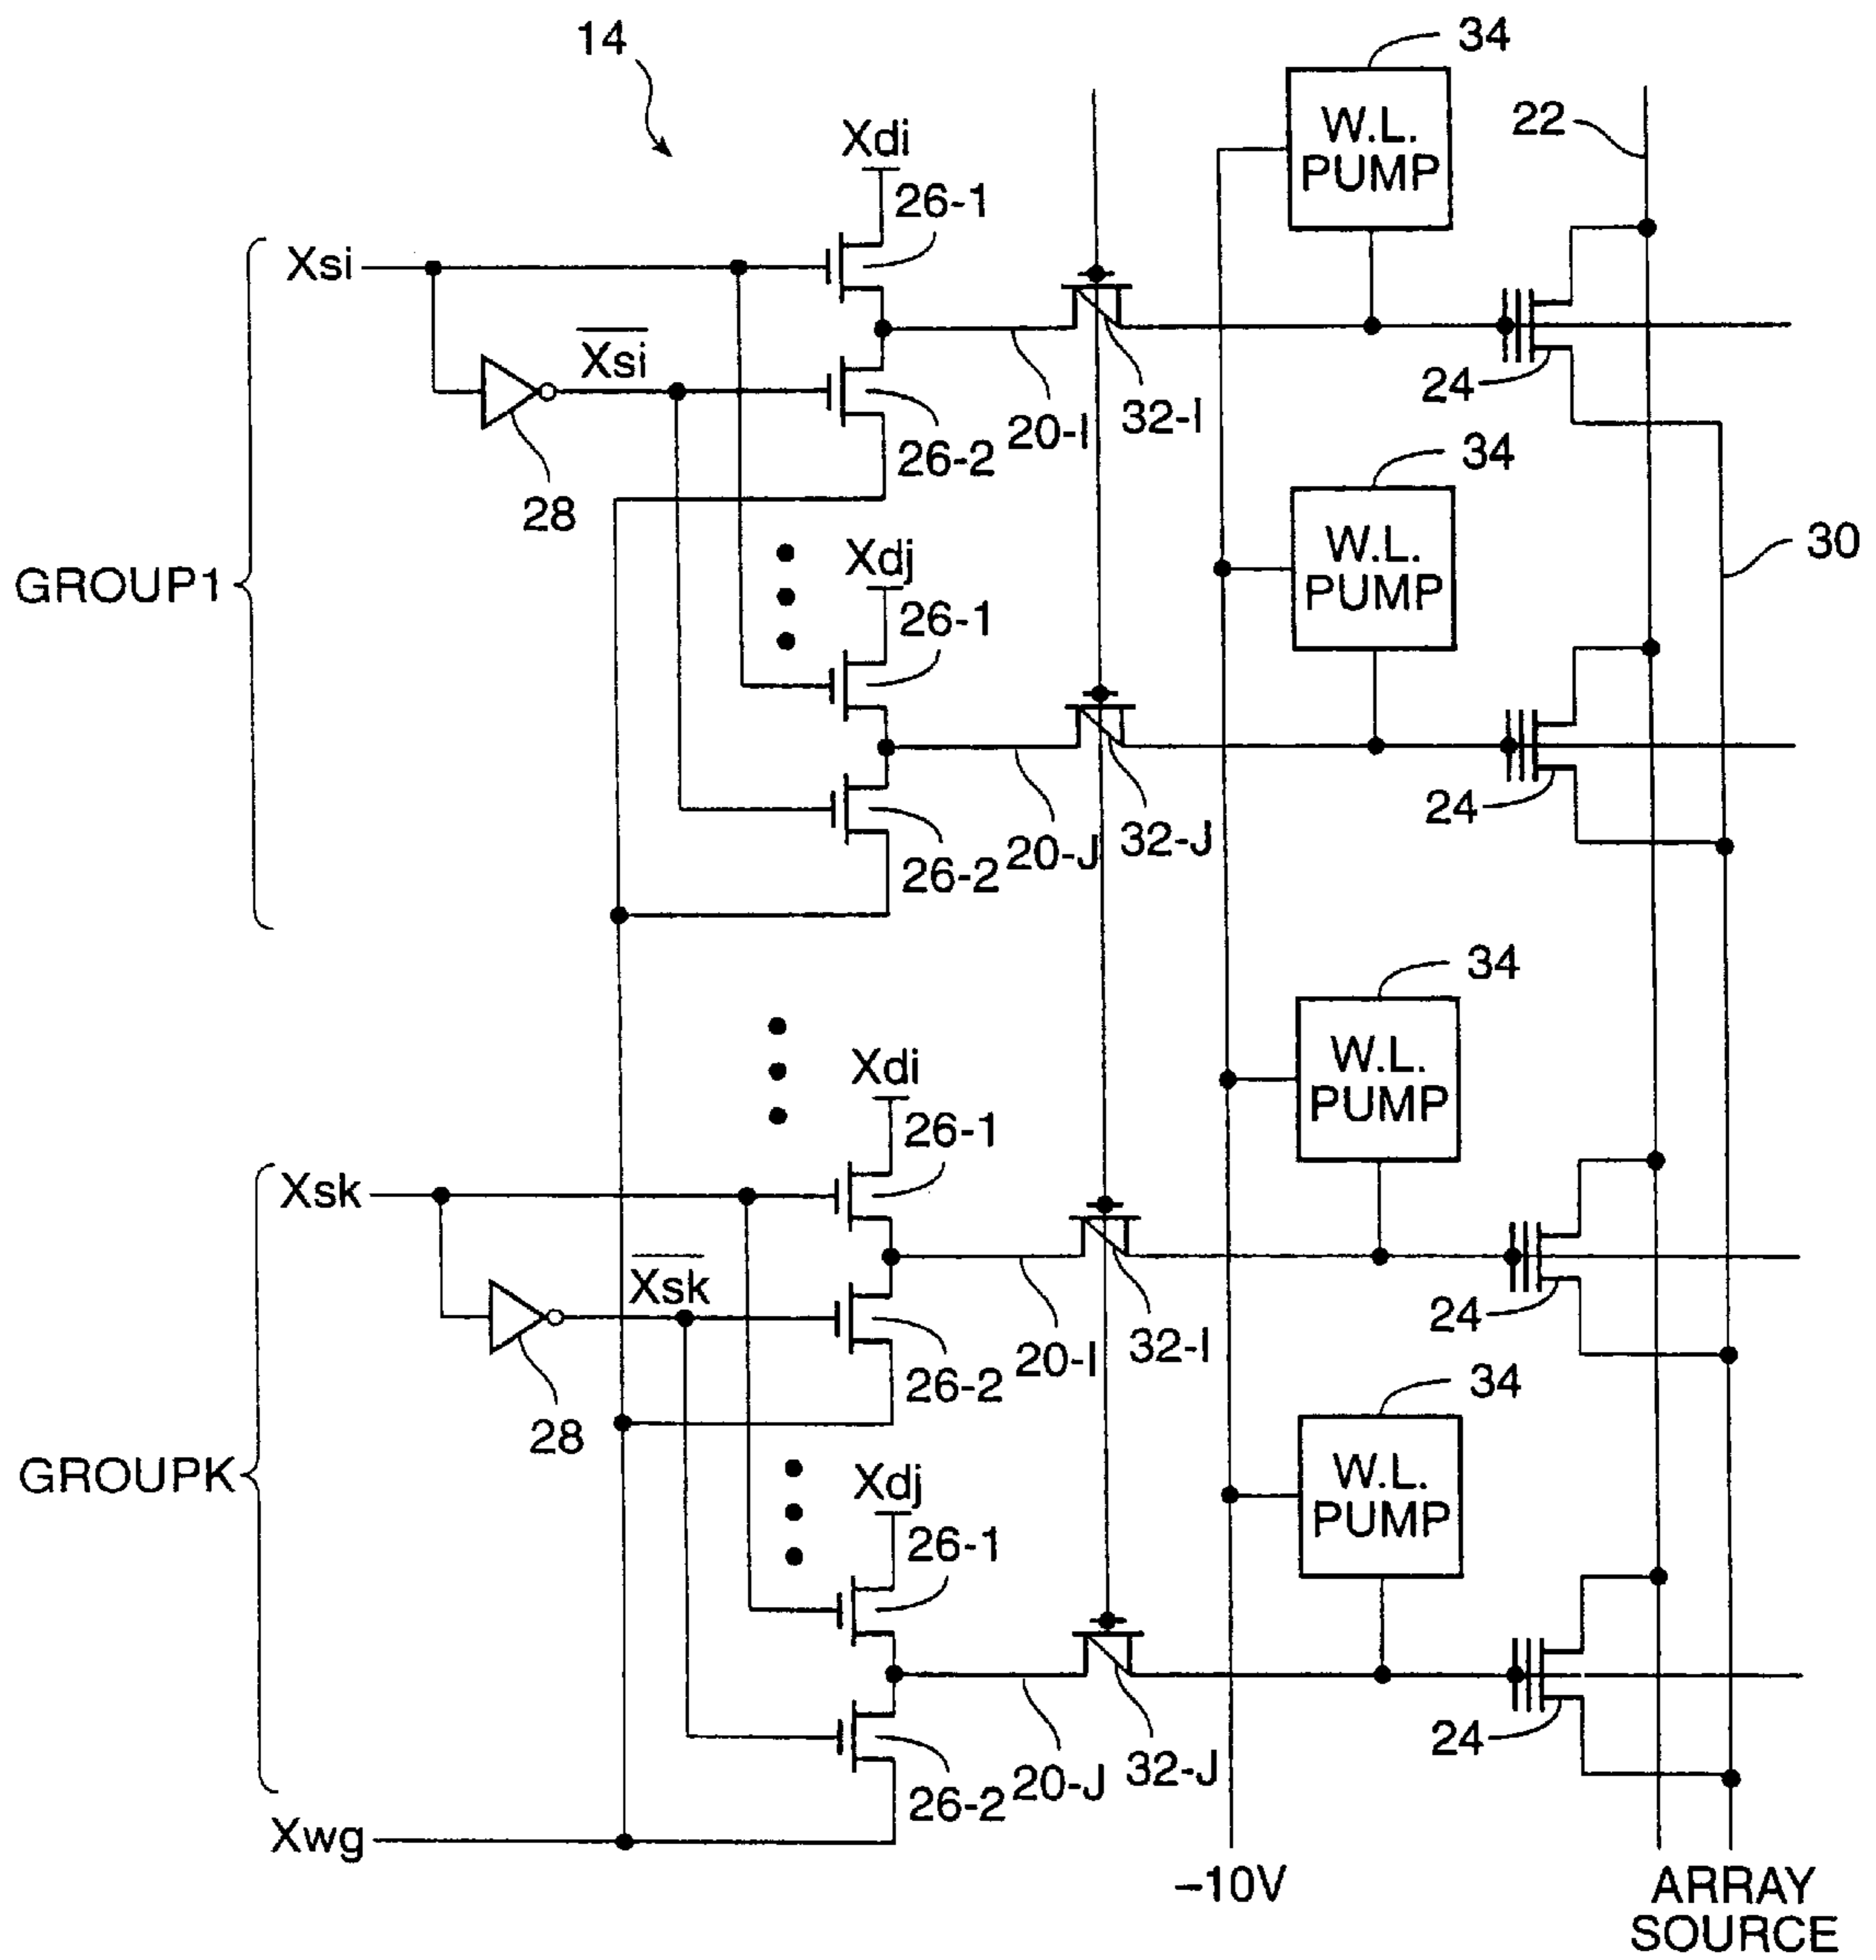 14
34
W.L.
PUMP
22
Xdi
26-1
Xsi
Xsi
28
26-2
20-I
32-I
24
34
W.L.
PUMP
30
GROUP1
Xdj
26-1
26-2
20-J
32-J
24
34
W.L.
PUMP
Xdi
26-1
Xsk
Xsk
28
26-2
20-I
32-I
24
34
W.L.
PUMP
GROUPK
Xdj
26-1
26-2
20-J
32-J
24
Xwg
–10V
ARRAY
SOURCE